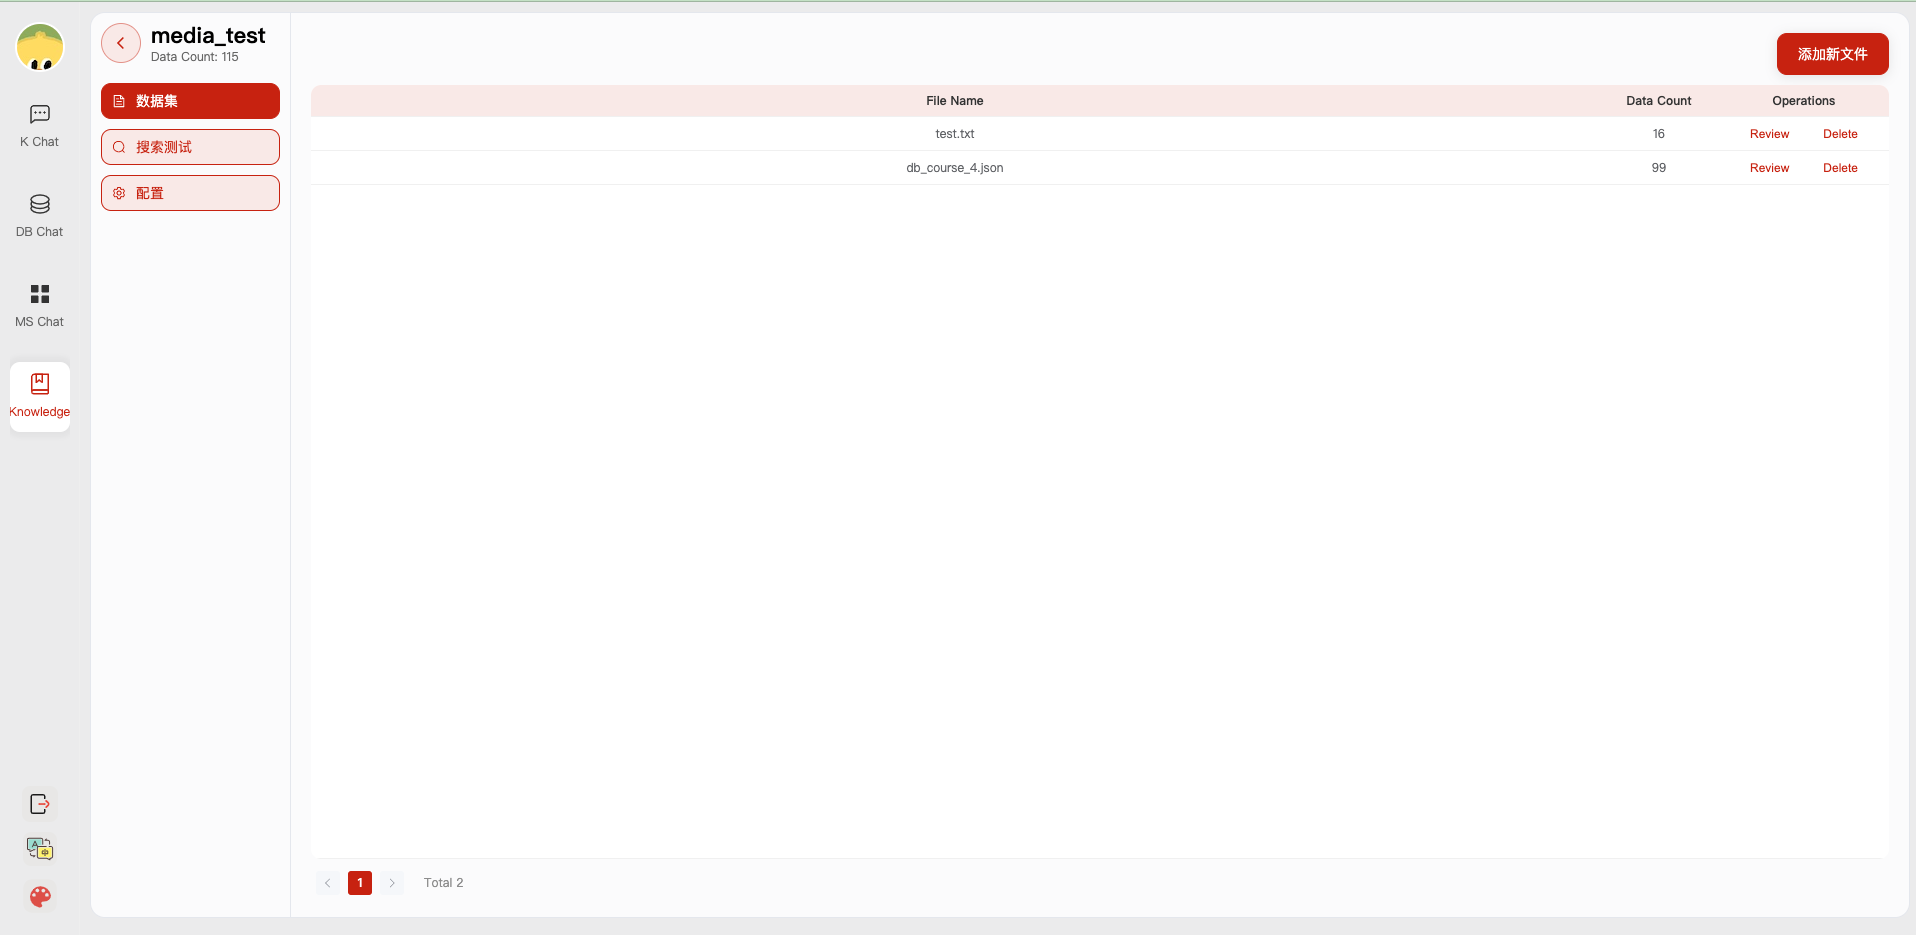 K Chat
DB Chat
MS Chat
Knowledge
media_test
Data Count: 115
数据集
搜索测试
配置
添加新文件
File Name Data Count Operations
test.txt 16 Review Delete
db_course_4.json 99 Review Delete
1 Total 2